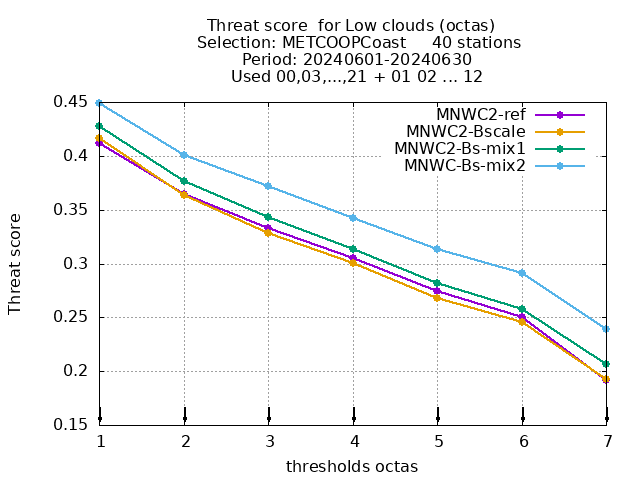 Threat score  for Low clouds (octas)
Selection: METCOOPCoast     40 stations
Period: 20240601-20240630
Used 00,03,...,21 + 01 02 ... 12
MNWC2-ref
MNWC2-Bscale
MNWC2-Bs-mix1
MNWC-Bs-mix2
Threat score
0.45
0.4
0.35
0.3
0.25
0.2
0.15
1 2 3 4 5 6 7
thresholds octas